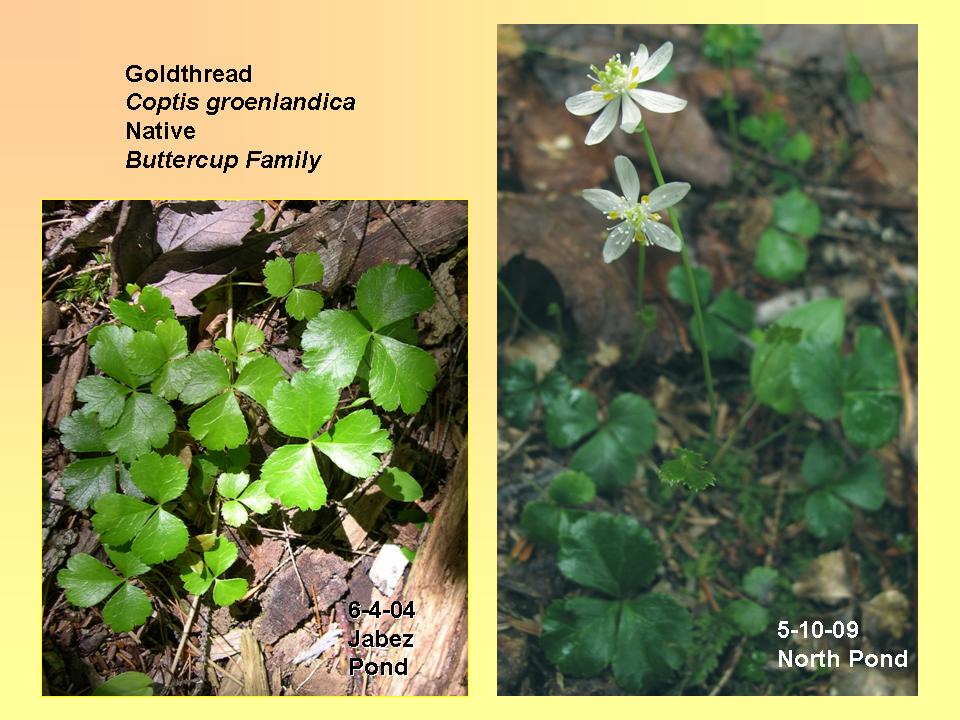 Goldthread
Coptis groenlandica
Native
Buttercup Family
6-4-04
Jabez
Pond
5-10-09
North Pond